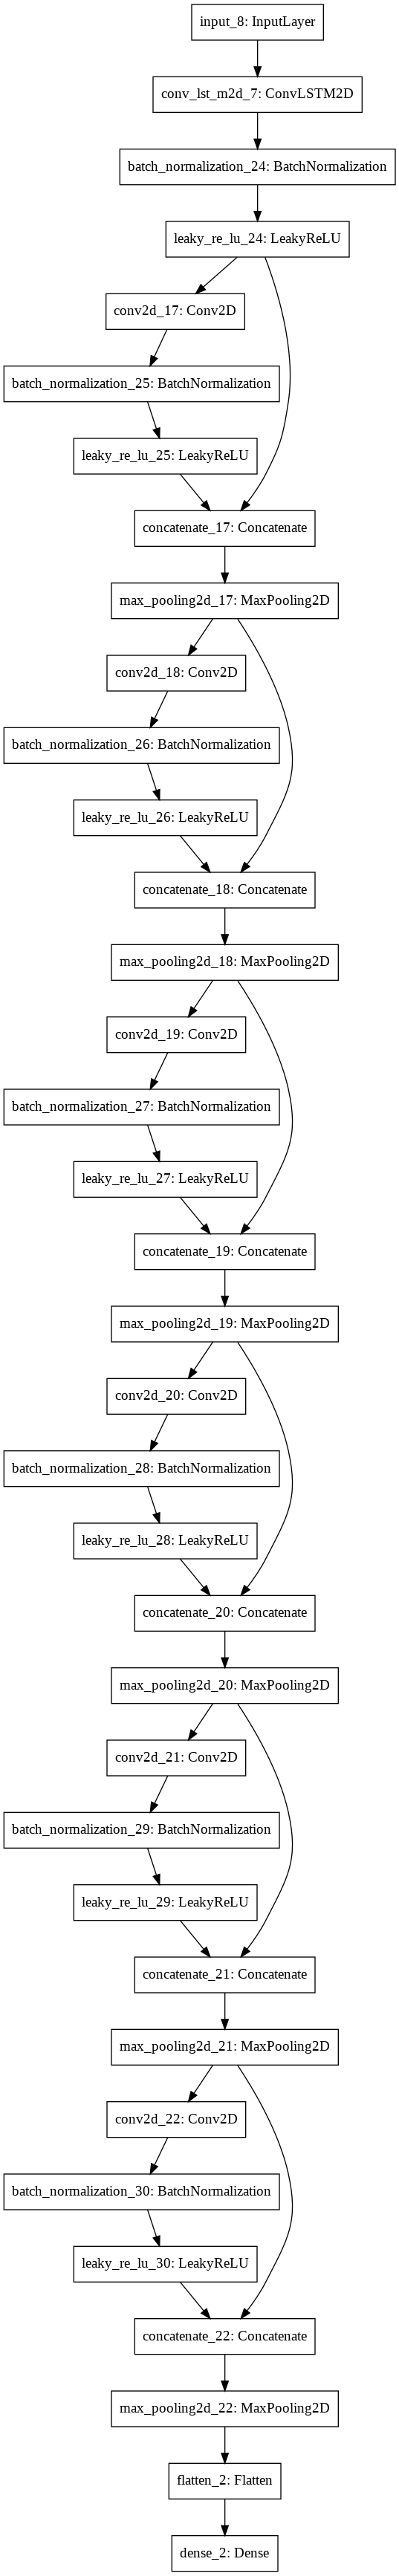 input_8: InputLayer
conv_lst_m2d_7: ConvLSTM2D
batch_normalization_24: BatchNormalization
leaky_re_lu_24: LeakyReLU
conv2d_17: Conv2D
batch_normalization_25: BatchNormalization
leaky_re_lu_25: LeakyReLU
concatenate_17: Concatenate
max_pooling2d_17: MaxPooling2D
conv2d_18: Conv2D
batch_normalization_26: BatchNormalization
leaky_re_lu_26: LeakyReLU
concatenate_18: Concatenate
max_pooling2d_18: MaxPooling2D
conv2d_19: Conv2D
batch_normalization_27: BatchNormalization
leaky_re_lu_27: LeakyReLU
concatenate_19: Concatenate
max_pooling2d_19: MaxPooling2D
conv2d_20: Conv2D
batch_normalization_28: BatchNormalization
leaky_re_lu_28: LeakyReLU
concatenate_20: Concatenate
max_pooling2d_20: MaxPooling2D
conv2d_21: Conv2D
batch_normalization_29: BatchNormalization
leaky_re_lu_29: LeakyReLU
concatenate_21: Concatenate
max_pooling2d_21: MaxPooling2D
conv2d_22: Conv2D
batch_normalization_30: BatchNormalization
leaky_re_lu_30: LeakyReLU
concatenate_22: Concatenate
max_pooling2d_22: MaxPooling2D
flatten_2: Flatten
dense_2: Dense